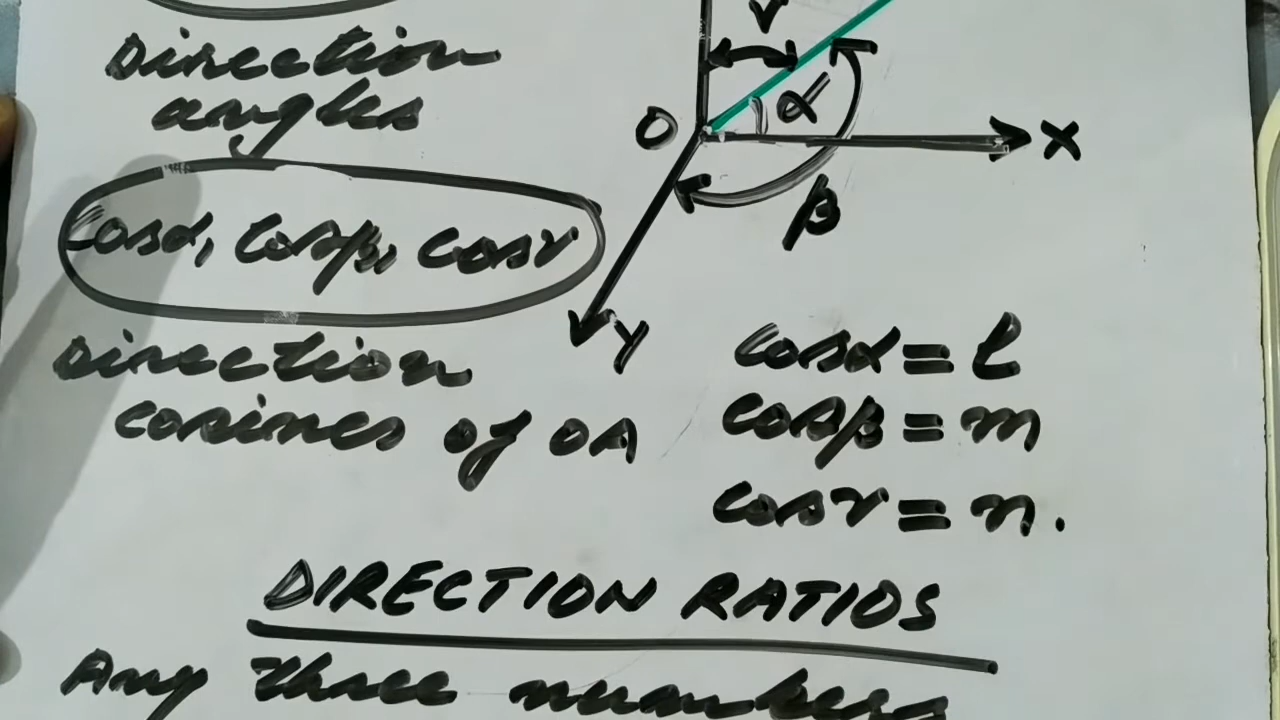 Direction
angles
cosα, cosβ, cosγ
Direction
cosines of OA
γ
α
O
X
β
Y
cosα = l
cosβ = m
cosγ = n.
DIRECTION RATIOS
Any three numbers